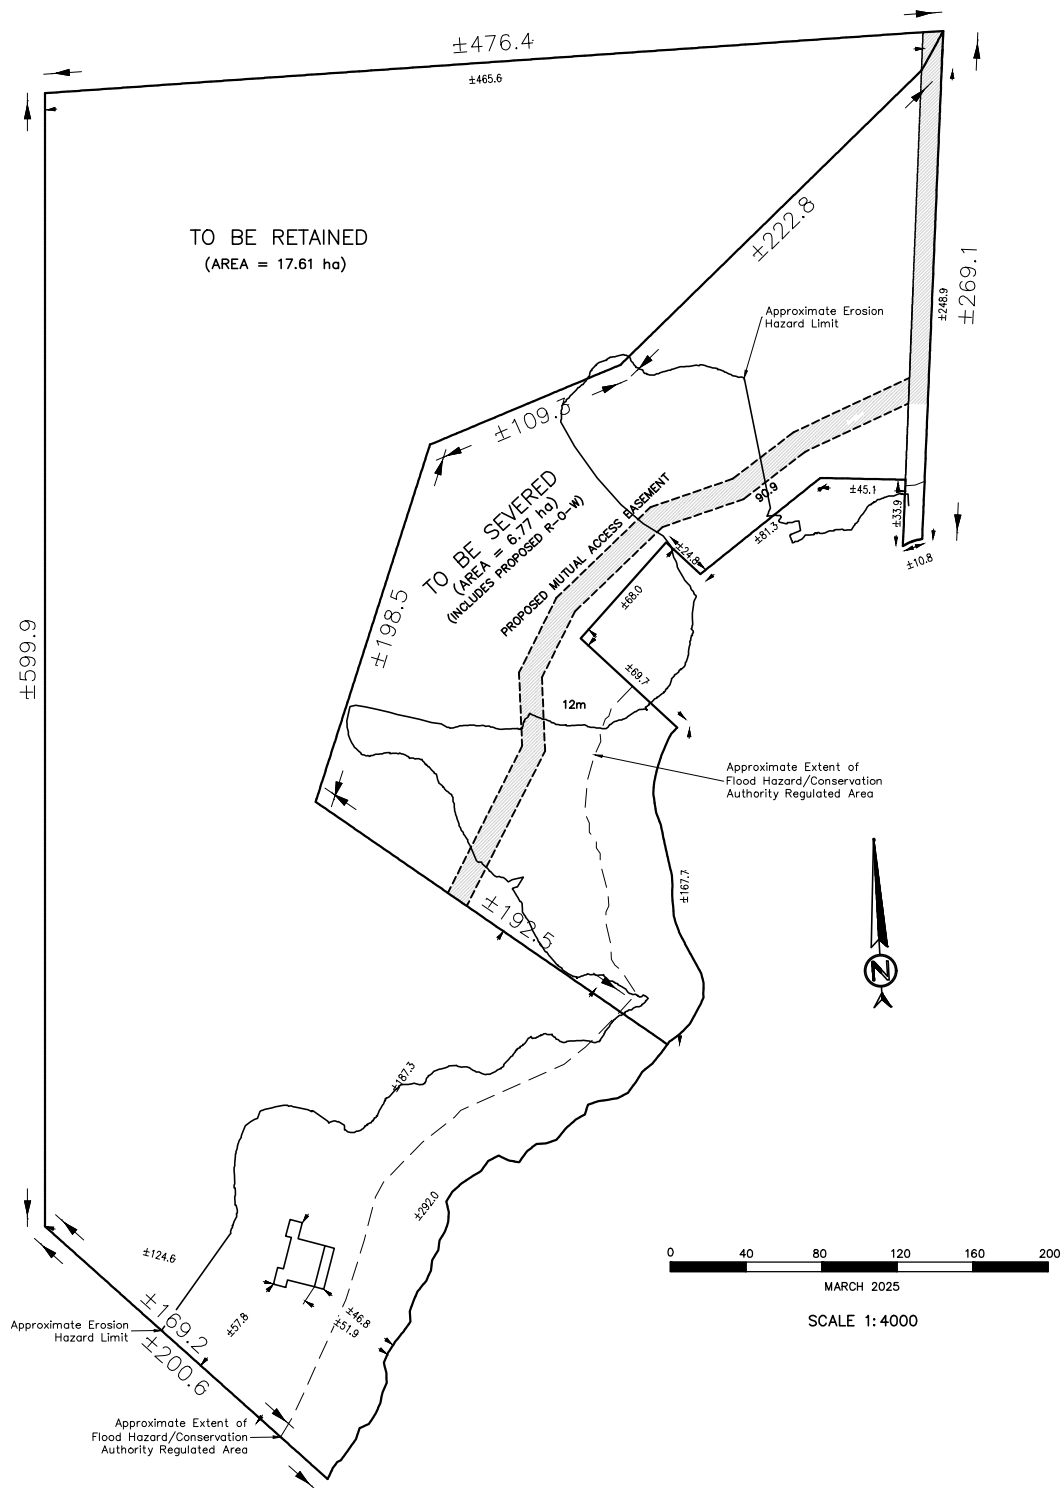 ±476.4
±465.6
TO BE RETAINED
(AREA = 17.61 ha)
±222.8
±269.1
±248.9
Approximate Erosion
Hazard Limit
±109.3
TO BE SEVERED
(AREA = 6.77 ha)
(INCLUDES PROPOSED R-O-W)
PROPOSED MUTUAL ACCESS EASEMENT
90.9
±45.1
±33.9
±81.3
±24.8
±10.8
±68.0
±198.5
±599.9
±69.7
12m
Approximate Extent of
Flood Hazard/Conservation
Authority Regulated Area
±167.7
±192.5
N
±187.3
±292.0
±124.6
±57.8
±46.8
±51.9
±169.2
±200.6
Approximate Erosion
Hazard Limit
Approximate Extent of
Flood Hazard/Conservation
Authority Regulated Area
0 40 80 120 160 200
MARCH 2025
SCALE 1:4000